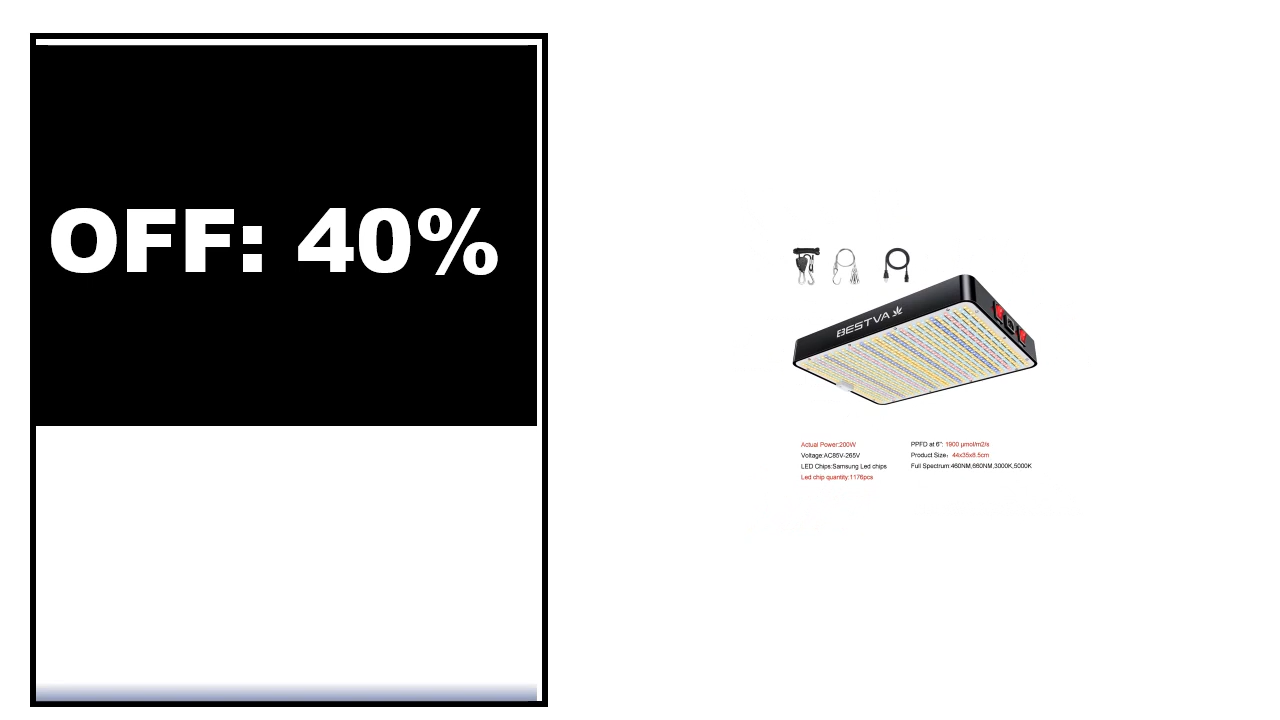 OFF: 40%
BESTVA
Actual Power:200W
Voltage:AC85V-265V
LED Chips:Samsung Led chips
Led chip quantity:1176pcs
PPFD at 6": 1900 μmol/m2/s
Product Size: 44x35x8.5cm
Full Spectrum:460NM,660NM,3000K,5000K